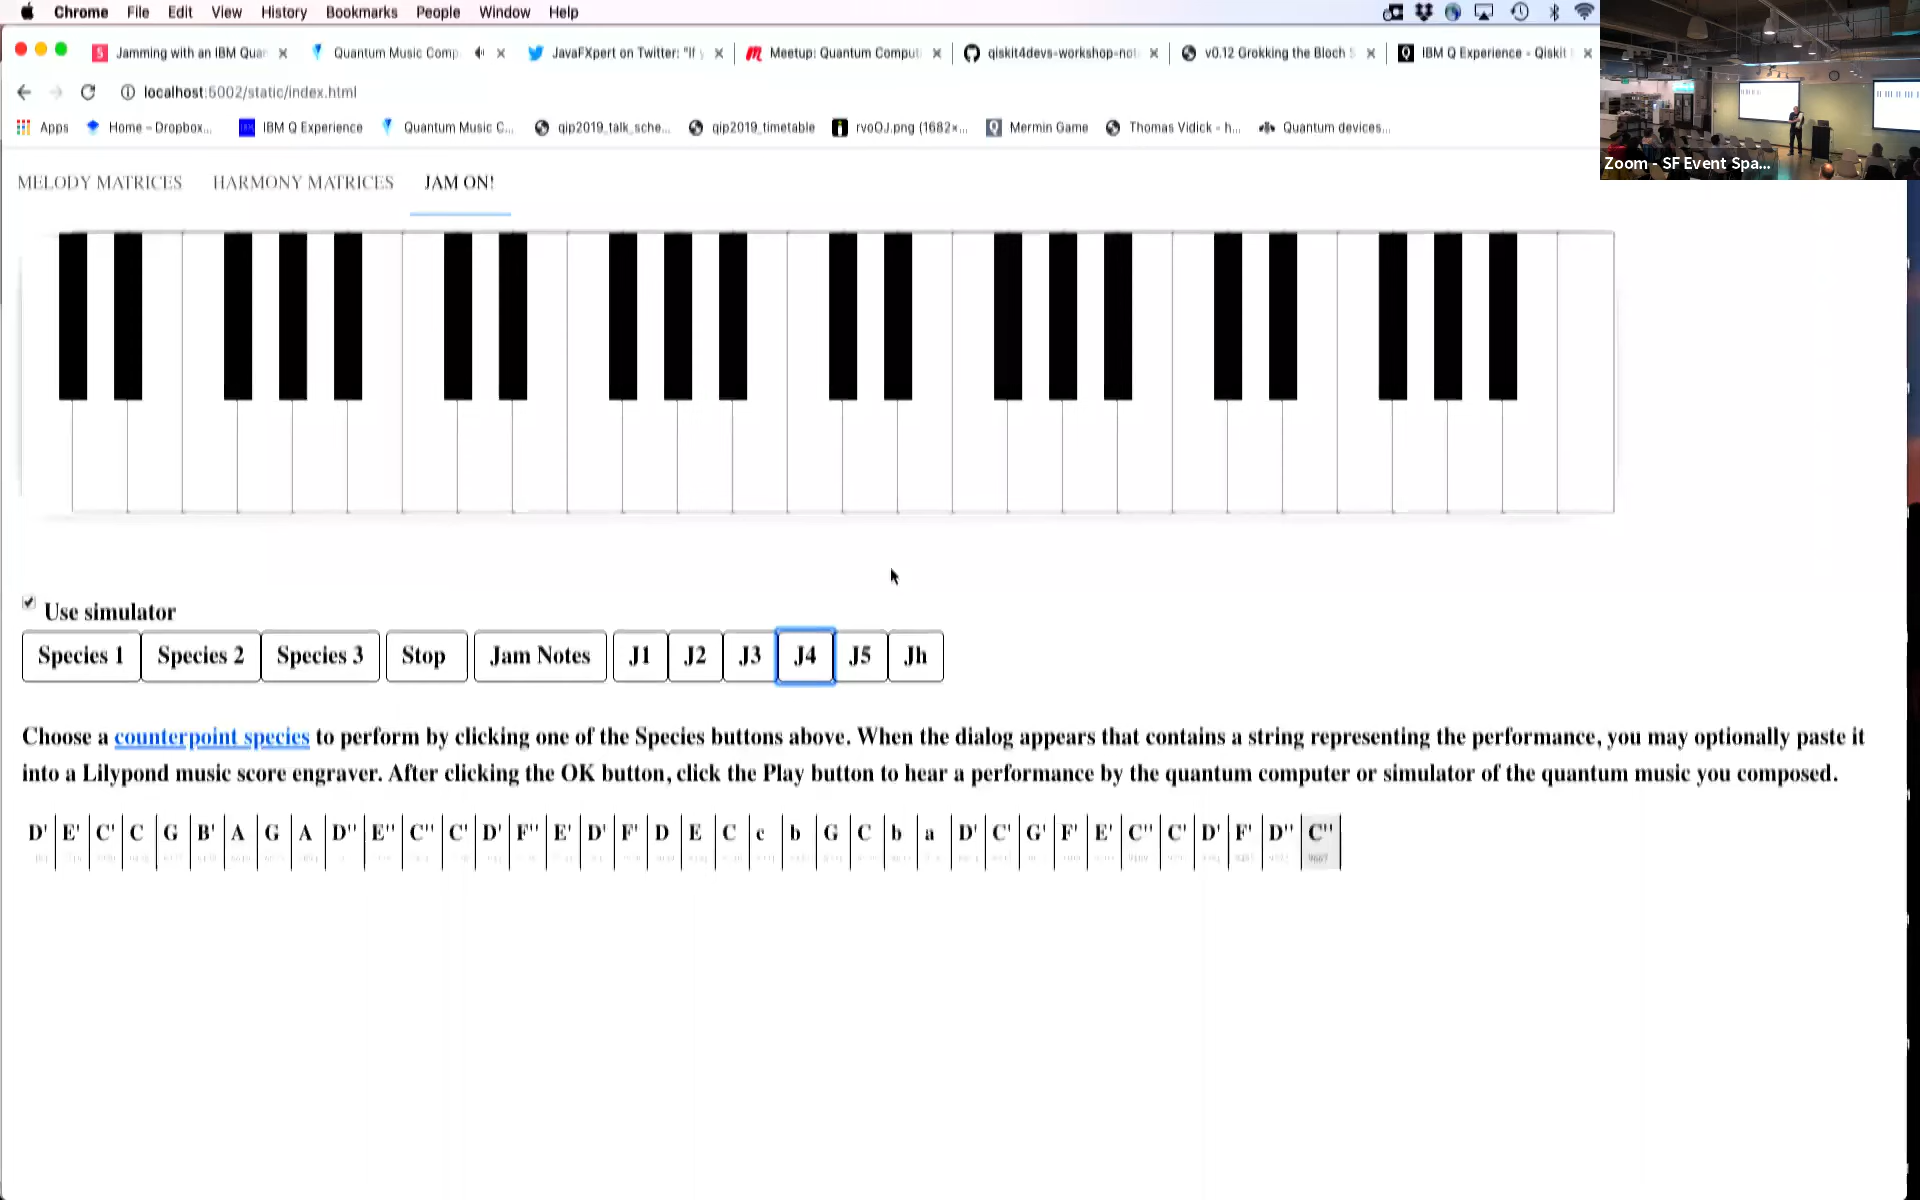 Chrome File Edit View History Bookmarks People Window Help
Jamming with an IBM Qua
Quantum Music Comp
JavaFXpert on Twitter: "If
Meetup: Quantum Comput
qiskit4devs-workshop-not
v0.12 Grokking the Bloch S
IBM Q Experience - Qiskit
localhost:5002/static/index.html
Apps Home - Dropbox... IBM Q Experience Quantum Music C... qip2019_talk_sche... qip2019_timetable rvoOJ.png (1682×... Mermin Game Thomas Vidick - h... Quantum devices...
Zoom - SF Event Spa...
MELODY MATRICES HARMONY MATRICES JAM ON!
Use simulator
Species 1 Species 2 Species 3 Stop Jam Notes J1 J2 J3 J4 J5 Jh
Choose a counterpoint species to perform by clicking one of the Species buttons above. When the dialog appears that contains a string representing the performance, you may optionally paste it
into a Lilypond music score engraver. After clicking the OK button, click the Play button to hear a performance by the quantum computer or simulator of the quantum music you composed.
D' E' C' C G B' A G A D'' E'' C'' C' D' F'' E' D' F' D E C c b G C b a D' C' G' F' E' C'' C' D' F' D'' C''